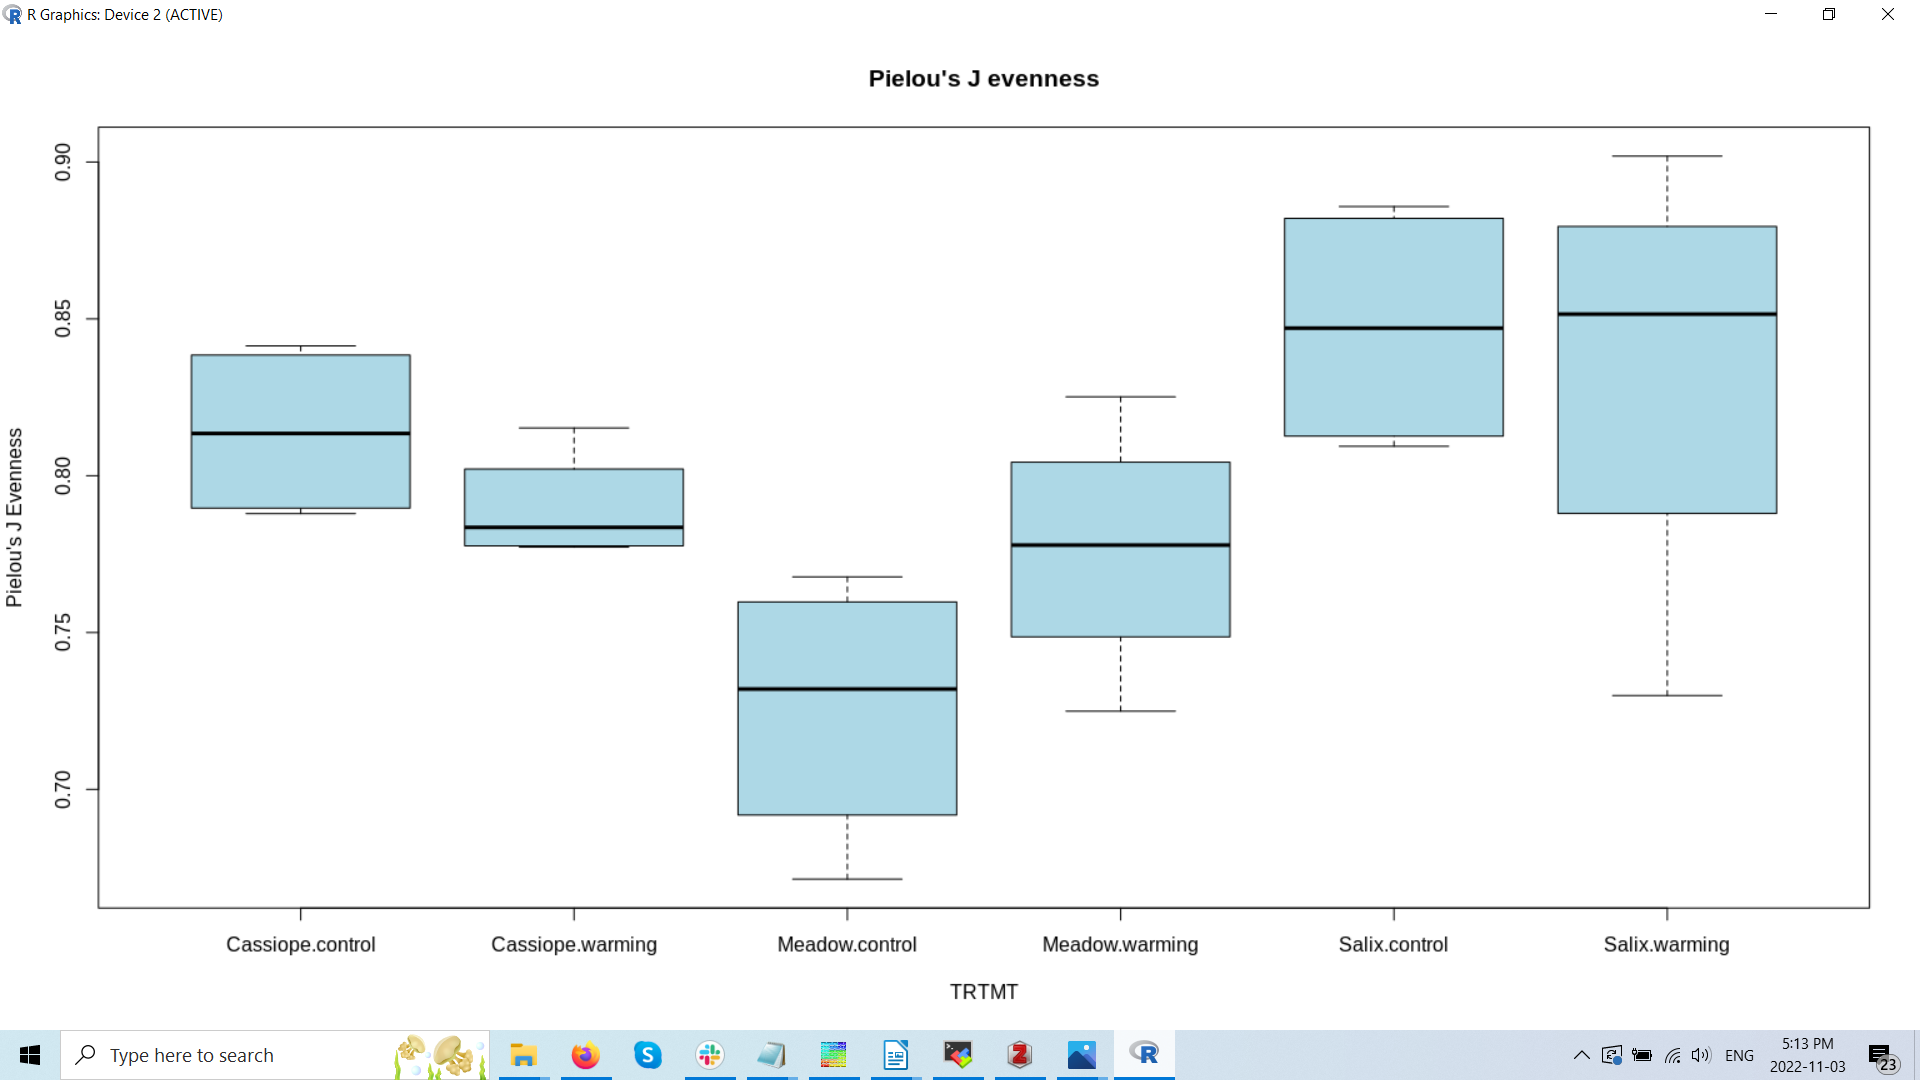 R Graphics: Device 2 (ACTIVE)
Pielou's J evenness
Pielou's J Evenness
0.90
0.85
0.80
0.75
0.70
Cassiope.control Cassiope.warming Meadow.control Meadow.warming Salix.control Salix.warming
TRTMT
Type here to search
ENG
5:13 PM
2022-11-03
23